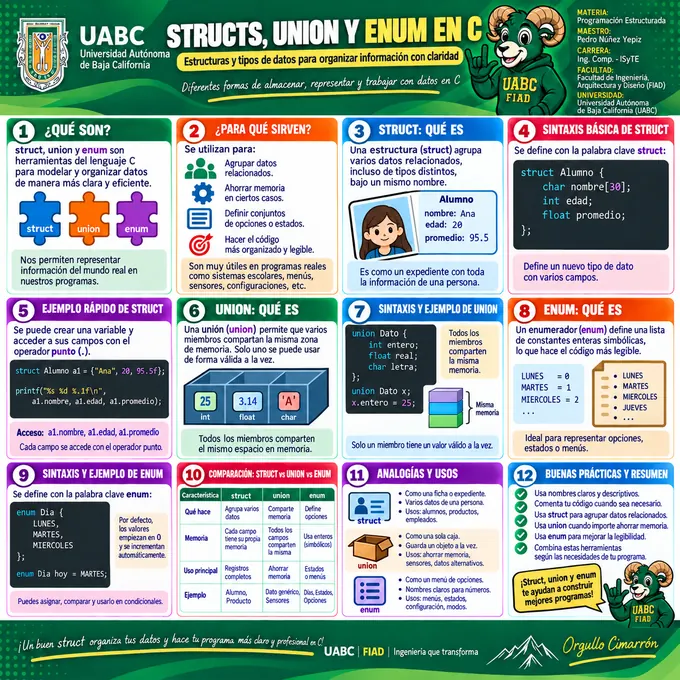 UABC
Universidad Autónoma
de Baja California
STRUCTS, UNION Y ENUM EN C
Estructuras y tipos de datos para organizar información con claridad
Diferentes formas de almacenar, representar y trabajar con datos en C
UABC
FIAD
MATERIA:
Programación Estructurada
MAESTRO:
Pedro Núñez Yepiz
CARRERA:
Ing. Comp. - ISyTE
FACULTAD:
Facultad de Ingeniería,
Arquitectura y Diseño (FIAD)
UNIVERSIDAD:
Universidad Autónoma
de Baja California (UABC)
1 ¿QUÉ SON?
struct, union y enum son
herramientas del lenguaje C
para modelar y organizar datos
de manera más clara y eficiente.
struct
union
enum
Nos permiten representar
información del mundo real en
nuestros programas.
2 ¿PARA QUÉ SIRVEN?
Se utilizan para:
Agrupar datos
relacionados.
Ahorrar memoria
en ciertos casos.
Definir conjuntos
de opciones o estados.
Hacer el código
más organizado y legible.
Son muy útiles en programas reales
como sistemas escolares, menús,
sensores, configuraciones, etc.
3 STRUCT: QUÉ ES
Una estructura (struct) agrupa
varios datos relacionados,
incluso de tipos distintos,
bajo un mismo nombre.
Alumno
nombre: Ana
edad: 20
promedio: 95.5
Es como un expediente con toda
la información de una persona.
4 SINTAXIS BÁSICA DE STRUCT
Se define con la palabra clave struct:
struct Alumno {
char nombre[30];
int edad;
float promedio;
};
Define un nuevo tipo de dato
con varios campos.
5 EJEMPLO RÁPIDO DE STRUCT
Se puede crear una variable y
acceder a sus campos con el
operador punto (.).
struct Alumno a1 = {"Ana", 20, 95.5f};
printf("%s %d %.1f\n",
a1.nombre, a1.edad, a1.promedio);
Acceso: a1.nombre, a1.edad, a1.promedio
Cada campo se accede con el operador punto.
6 UNION: QUÉ ES
Una unión (union) permite que varios
miembros compartan la misma zona
de memoria. Solo uno se puede usar
de forma válida a la vez.
25
int
3.14
float
'A'
char
Todos los miembros comparten
el mismo espacio en memoria.
7 SINTAXIS Y EJEMPLO DE UNION
union Dato {
int entero;
float real;
char letra;
};
union Dato x;
x.entero = 25;
Todos los
miembros
comparten
la misma
memoria.
Misma
memoria
Solo un miembro tiene un valor válido a la vez.
8 ENUM: QUÉ ES
Un enumerador (enum) define una lista
de constantes enteras simbólicas,
lo que hace el código más legible.
LUNES = 0
MARTES = 1
MIERCOLES = 2
...
• LUNES
• MARTES
• MIERCOLES
• JUEVES
• ...
Ideal para representar opciones,
estados o menús.
9 SINTAXIS Y EJEMPLO DE ENUM
Se define con la palabra clave enum:
enum Dia {
LUNES,
MARTES,
MIERCOLES
};
enum Dia hoy = MARTES;
Por defecto,
los valores
empiezan en 0
y se incrementan
automáticamente.
Puedes asignar, comparar y usarlo en condicionales.
10 COMPARACIÓN: STRUCT vs UNION vs ENUM
Característica struct union enum
Qué hace Agrupa varios datos Comparte memoria Define opciones
Memoria Cada campo tiene su propia memoria Todos los campos comparten la misma Usa enteros (simbólicos)
Uso principal Registros completos Ahorrar memoria Estados o menús
Ejemplo Alumno, Producto Dato genérico, Sensores Días, Estados, Opciones
11 ANALOGÍAS Y USOS
struct
• Como una ficha o expediente.
• Varios datos de una persona.
• Usos: alumnos, productos, empleados.
union
• Como una sola caja.
• Guarda un objeto a la vez.
• Usos: ahorrar memoria, sensores, datos alternativos.
enum
• Como un menú de opciones.
• Nombres claros para números.
• Usos: menús, estados, configuración, modos.
12 BUENAS PRÁCTICAS Y RESUMEN
Usa nombres claros y descriptivos.
Comenta tu código cuando sea necesario.
Usa struct para agrupar datos relacionados.
Usa union cuando importe ahorrar memoria.
Usa enum para mejorar la legibilidad.
Combina estas herramientas
según las necesidades de tu programa.
¡Struct, union y enum
te ayudan a construir
mejores programas!
UABC
FIAD
¡Un buen struct organiza tus datos y hace tu programa más claro y profesional en C!
UABC | FIAD | Ingeniería que transforma
Orgullo Cimarrón